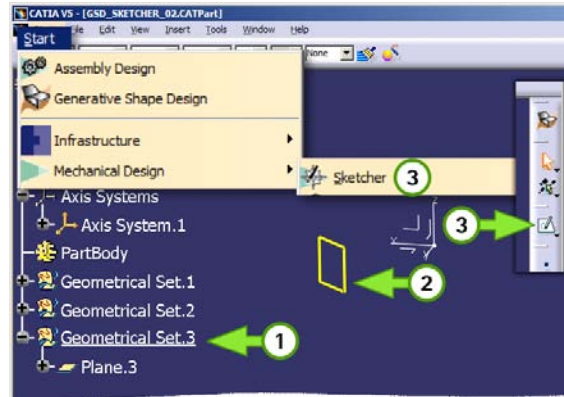 CATIA V5 - [GSD_SKETCHER_02.CATPart]
Start File Edit View Insert Tools Window Help
None
Assembly Design
Generative Shape Design
Infrastructure
Mechanical Design
Sketcher 3
Axis Systems
3
Axis System.1
PartBody
2
Geometrical Set.1
Geometrical Set.2
Geometrical Set.3
1
Plane.3